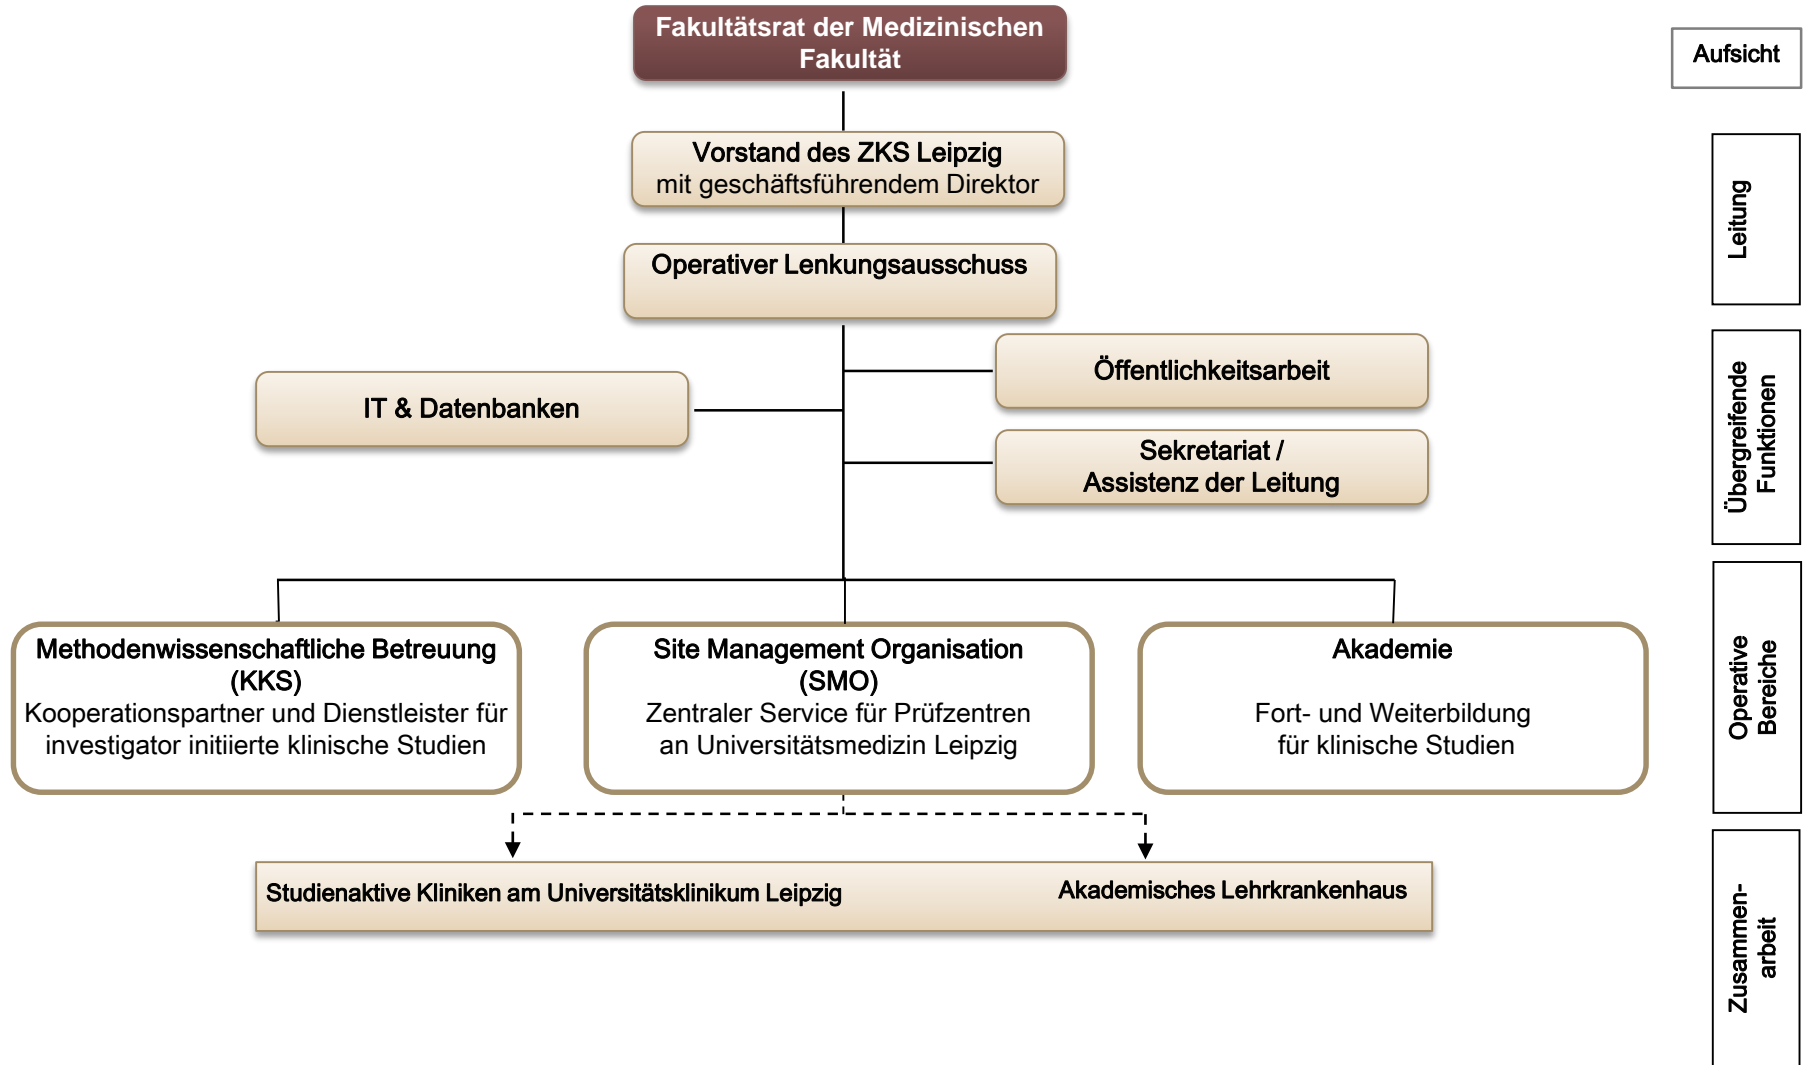 Fakultätsrat der Medizinischen
Fakultät
Aufsicht
Vorstand des ZKS Leipzig
mit geschäftsführendem Direktor
Operativer Lenkungsausschuss
Leitung
Öffentlichkeitsarbeit
IT & Datenbanken
Sekretariat /
Assistenz der Leitung
Übergreifende
Funktionen
Methodenwissenschaftliche Betreuung
(KKS)
Kooperationspartner und Dienstleister für
investigator initiierte klinische Studien
Site Management Organisation
(SMO)
Zentraler Service für Prüfzentren
an Universitätsmedizin Leipzig
Akademie
Fort- und Weiterbildung
für klinische Studien
Operative
Bereiche
Studienaktive Kliniken am Universitätsklinikum Leipzig
Akademisches Lehrkrankenhaus
Zusammen-
arbeit